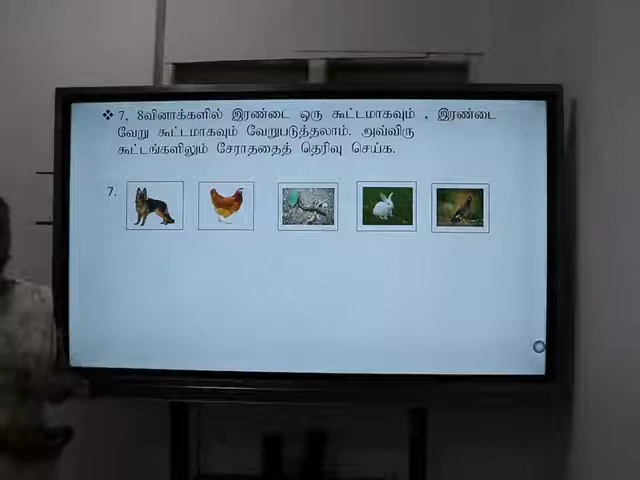 ❖ 7, 8வினாக்களில் இரண்டை ஒரு கூட்டமாகவும் , இரண்டை
வேறு கூட்டமாகவும் வேறுபடுத்தலாம். அவ்விரு
கூட்டங்களிலும் சேராததைத் தெரிவு செய்க.
7.